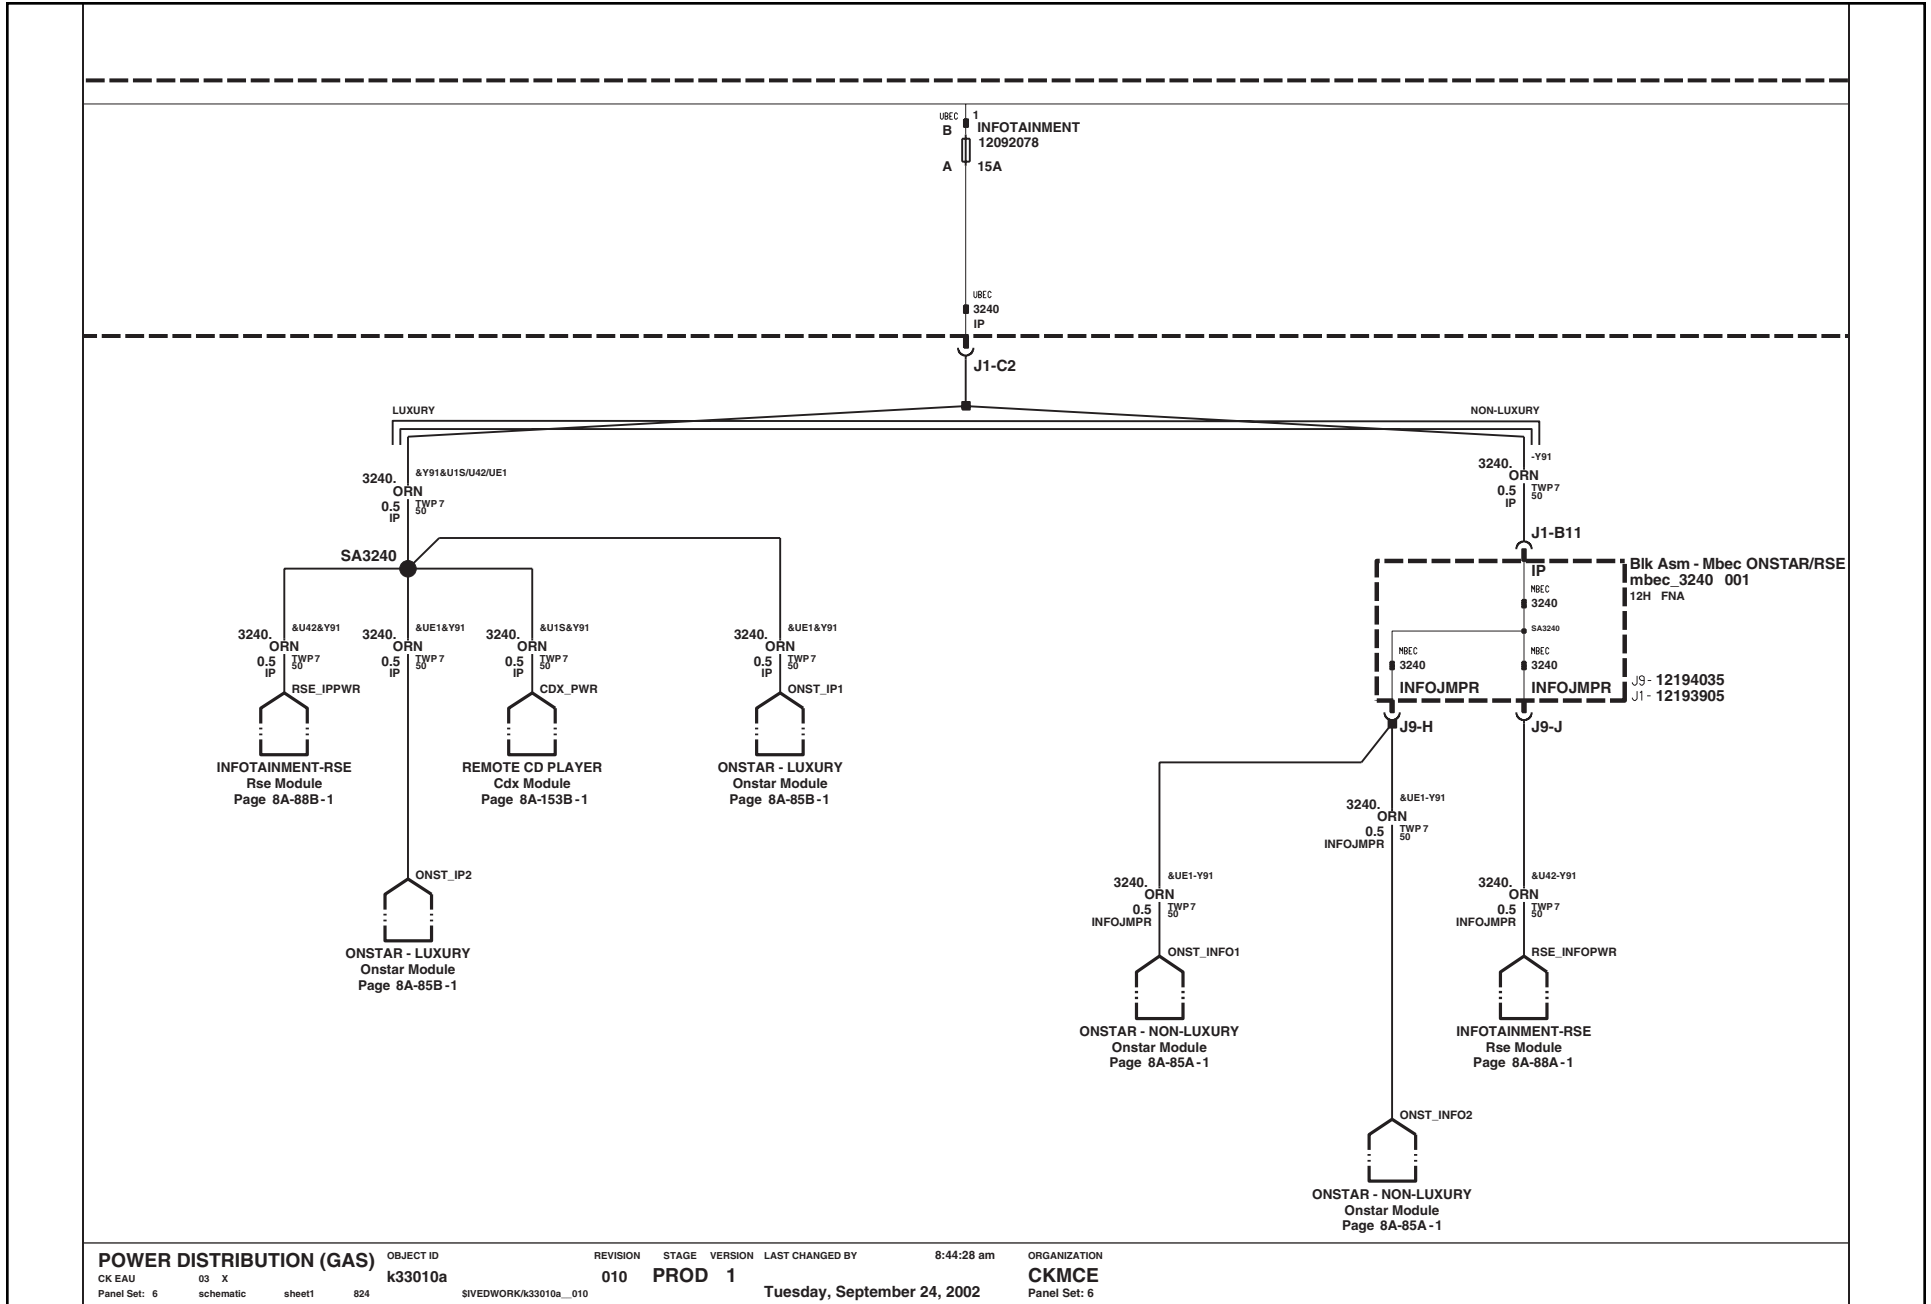 UBEC 1
B INFOTAINMENT
12092078
A 15A
UBEC
3240
IP
J1-C2
LUXURY
NON-LUXURY
3240. &Y91&U1S/U42/UE1
ORN
0.5 TWP7
IP 50
3240. -Y91
ORN
0.5 TWP7
IP 50
J1-B11
SA3240
IP
MBEC
3240
SA3240
MBEC
3240
MBEC
3240
INFOJMPR
INFOJMPR
Blk Asm - Mbec ONSTAR/RSE
mbec_3240 001
12H FNA
J9- 12194035
J1- 12193905
3240. &U42&Y91
ORN
0.5 TWP7
IP 50
RSE_IPPWR
3240. &UE1&Y91
ORN
0.5 TWP7
IP 50
3240. &U1S&Y91
ORN
0.5 TWP7
IP 50
CDX_PWR
3240. &UE1&Y91
ORN
0.5 TWP7
IP 50
ONST_IP1
J9-H
J9-J
INFOTAINMENT-RSE
Rse Module
Page 8A-88B-1
REMOTE CD PLAYER
Cdx Module
Page 8A-153B-1
ONSTAR - LUXURY
Onstar Module
Page 8A-85B-1
3240. &UE1-Y91
ORN
0.5 TWP7
INFOJMPR 50
ONST_IP2
ONSTAR - LUXURY
Onstar Module
Page 8A-85B-1
3240. &UE1-Y91
ORN
0.5 TWP7
INFOJMPR 50
ONST_INFO1
3240. &U42-Y91
ORN
0.5 TWP7
INFOJMPR 50
RSE_INFOPWR
ONSTAR - NON-LUXURY
Onstar Module
Page 8A-85A-1
INFOTAINMENT-RSE
Rse Module
Page 8A-88A-1
ONST_INFO2
ONSTAR - NON-LUXURY
Onstar Module
Page 8A-85A-1
POWER DISTRIBUTION (GAS) OBJECT ID REVISION STAGE VERSION LAST CHANGED BY 8:44:28 am ORGANIZATION
CK EAU 03 X k33010a 010 PROD 1 CKMCE
Panel Set: 6 schematic sheet1 824 $IVEDWORK/k33010a__010 Tuesday, September 24, 2002 Panel Set: 6